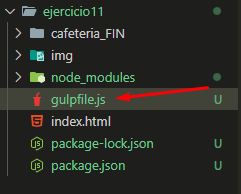 ejercicio11
cafeteria_FIN
img
node_modules
gulpfile.js U
index.html
package-lock.json U
package.json U